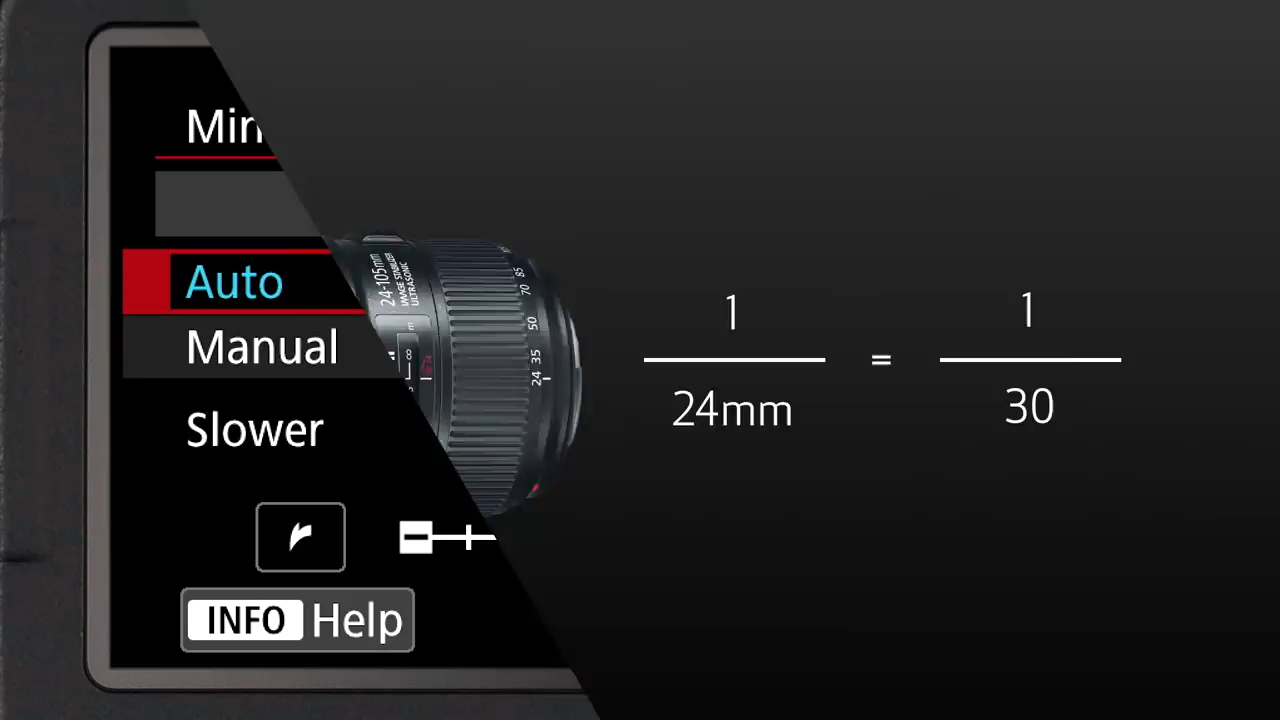 Min
Auto
Manual
Slower
INFO Help
24-105mm
IMAGE STABILIZER
ULTRASONIC
m
∞
85
70
50
35
24
1
24mm
=
1
30